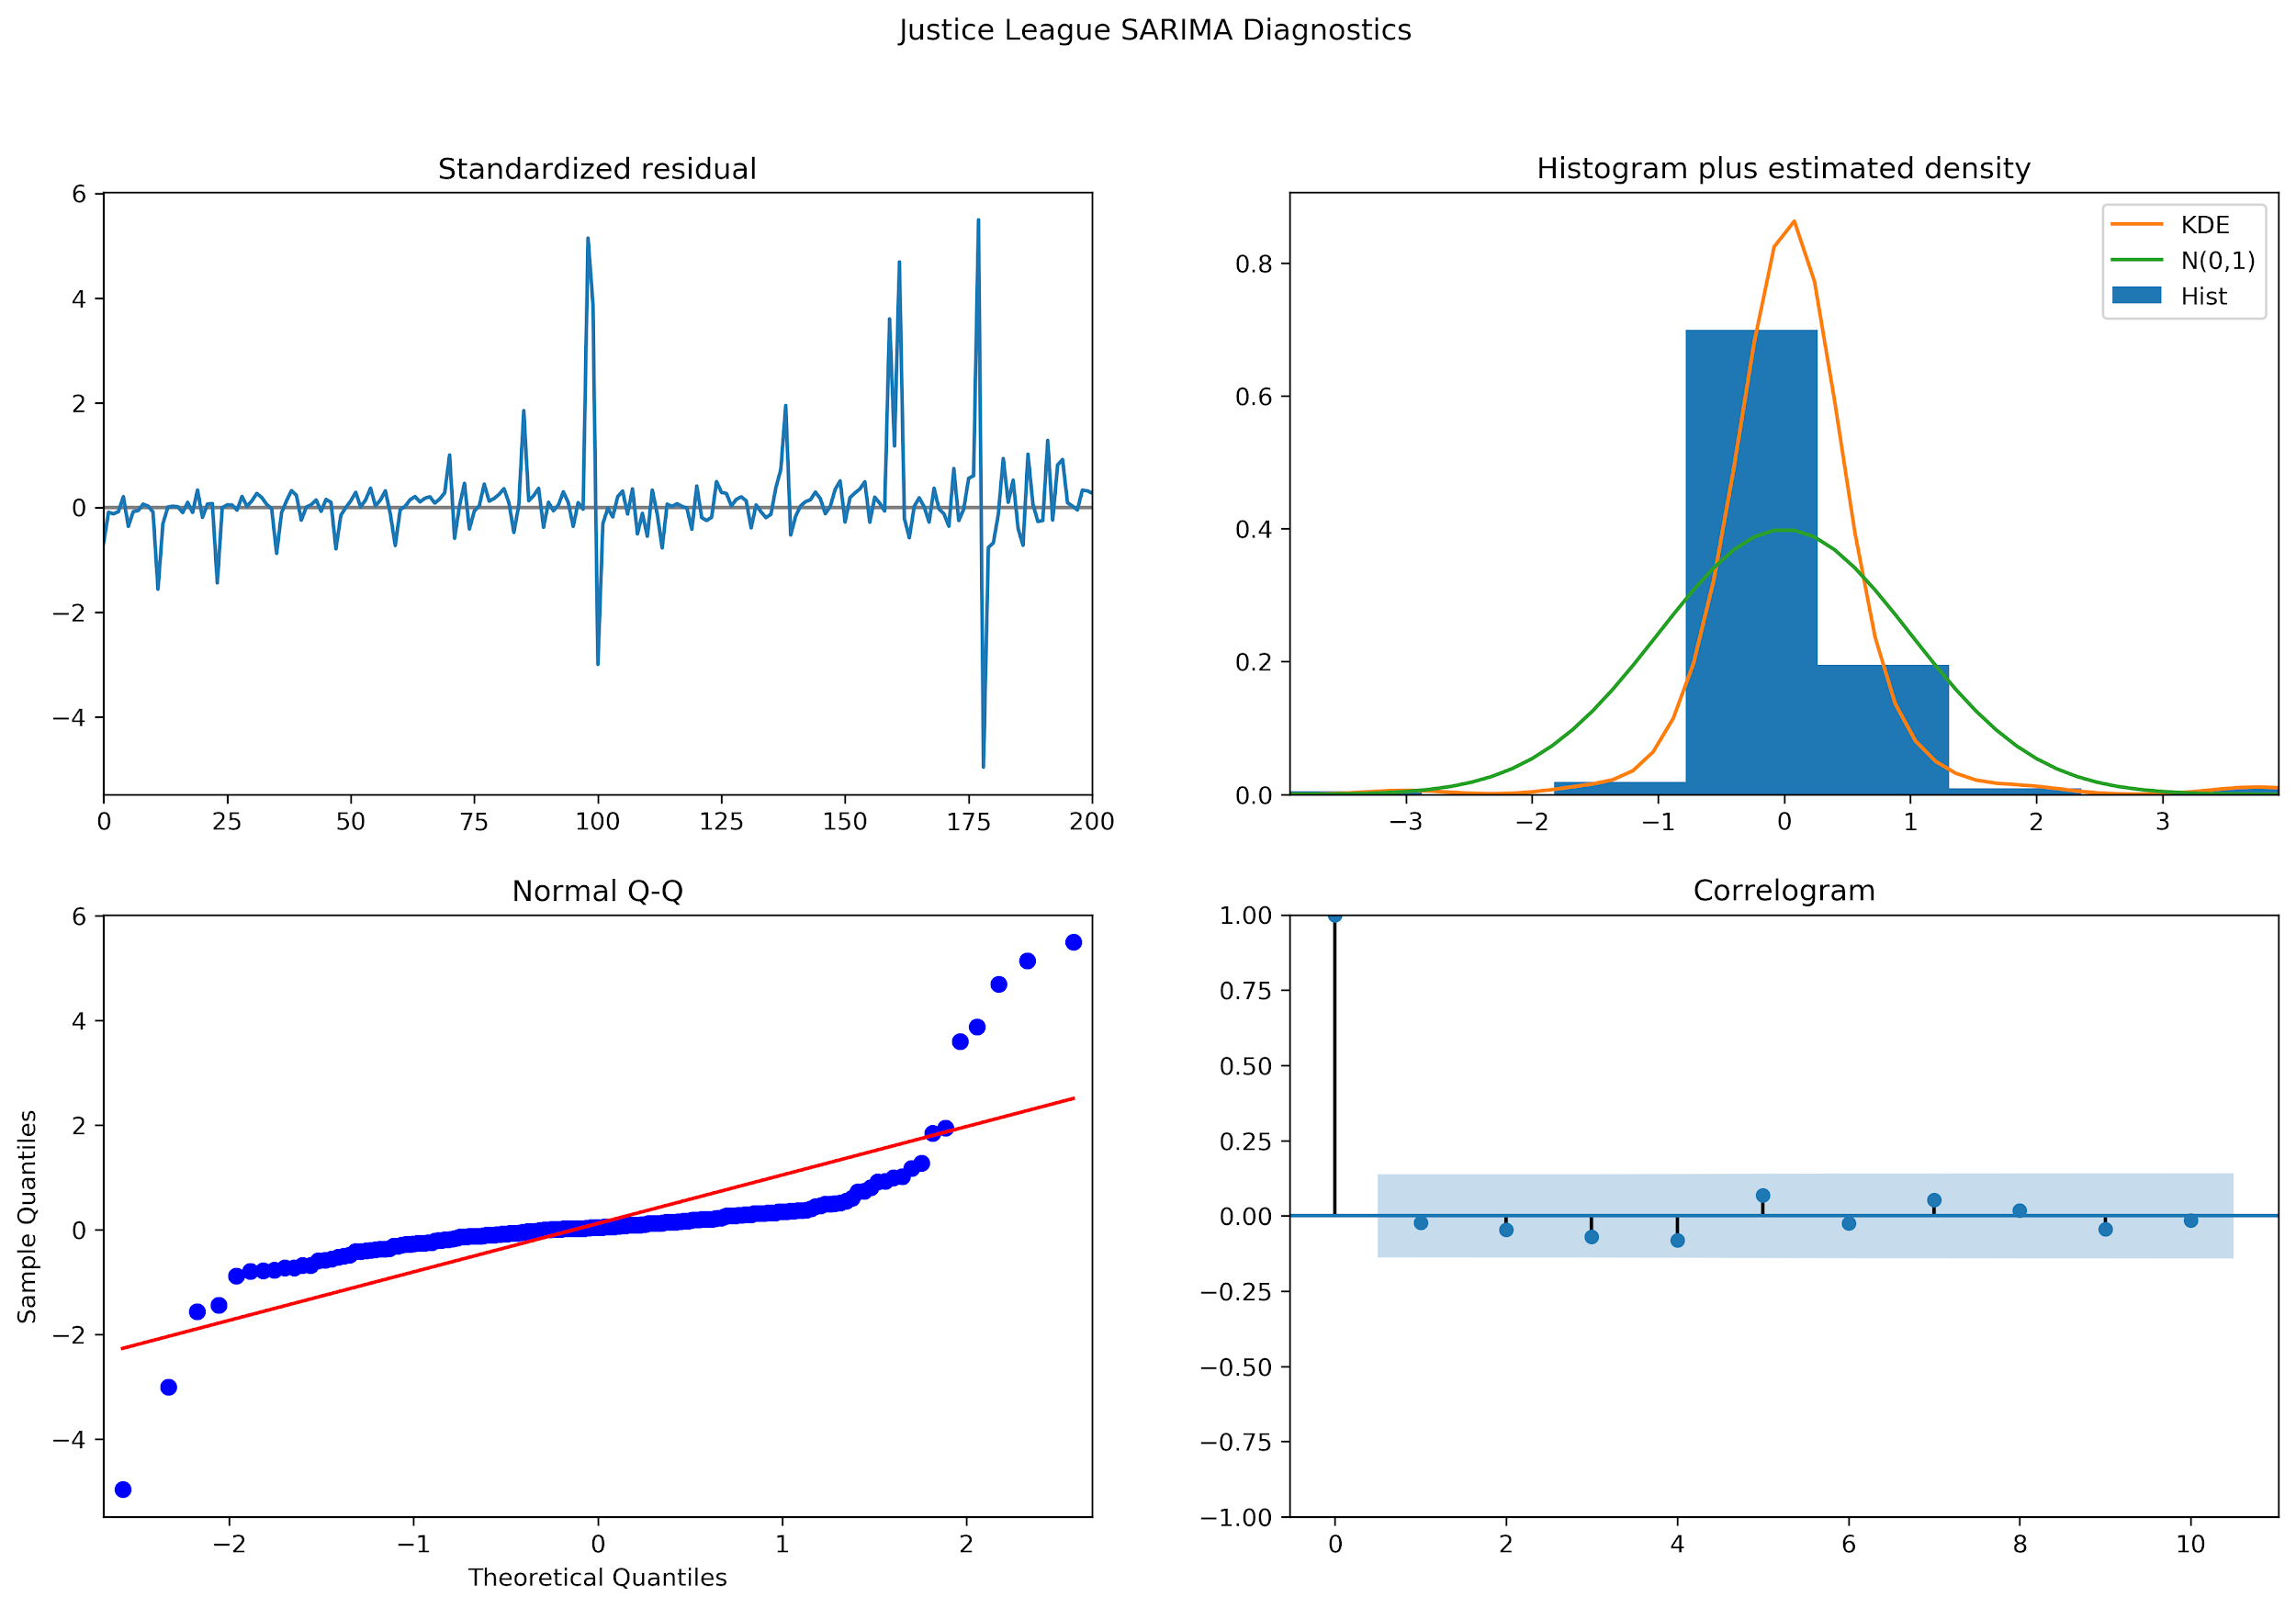 Justice League SARIMA Diagnostics
Standardized residual
6
4
2
0
−2
−4
0 25 50 75 100 125 150 175 200
Histogram plus estimated density
KDE
N(0,1)
Hist
0.8
0.6
0.4
0.2
0.0
−3 −2 −1 0 1 2 3
Normal Q-Q
Sample Quantiles
6
4
2
0
−2
−4
−2 −1 0 1 2
Theoretical Quantiles
Correlogram
1.00
0.75
0.50
0.25
0.00
−0.25
−0.50
−0.75
−1.00
0 2 4 6 8 10